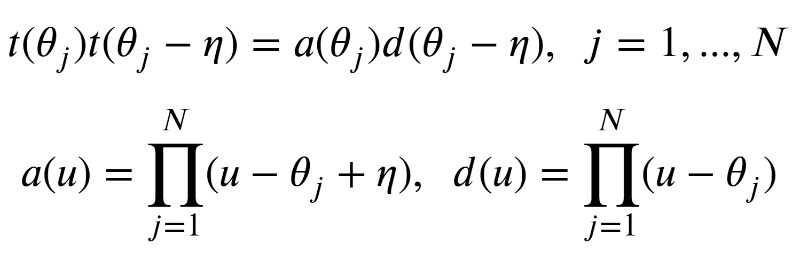 t(θ_j)t(θ_j − η) = a(θ_j)d(θ_j − η),  j = 1, ..., N
a(u) = ∏_{j=1}^{N}(u − θ_j + η),  d(u) = ∏_{j=1}^{N}(u − θ_j)